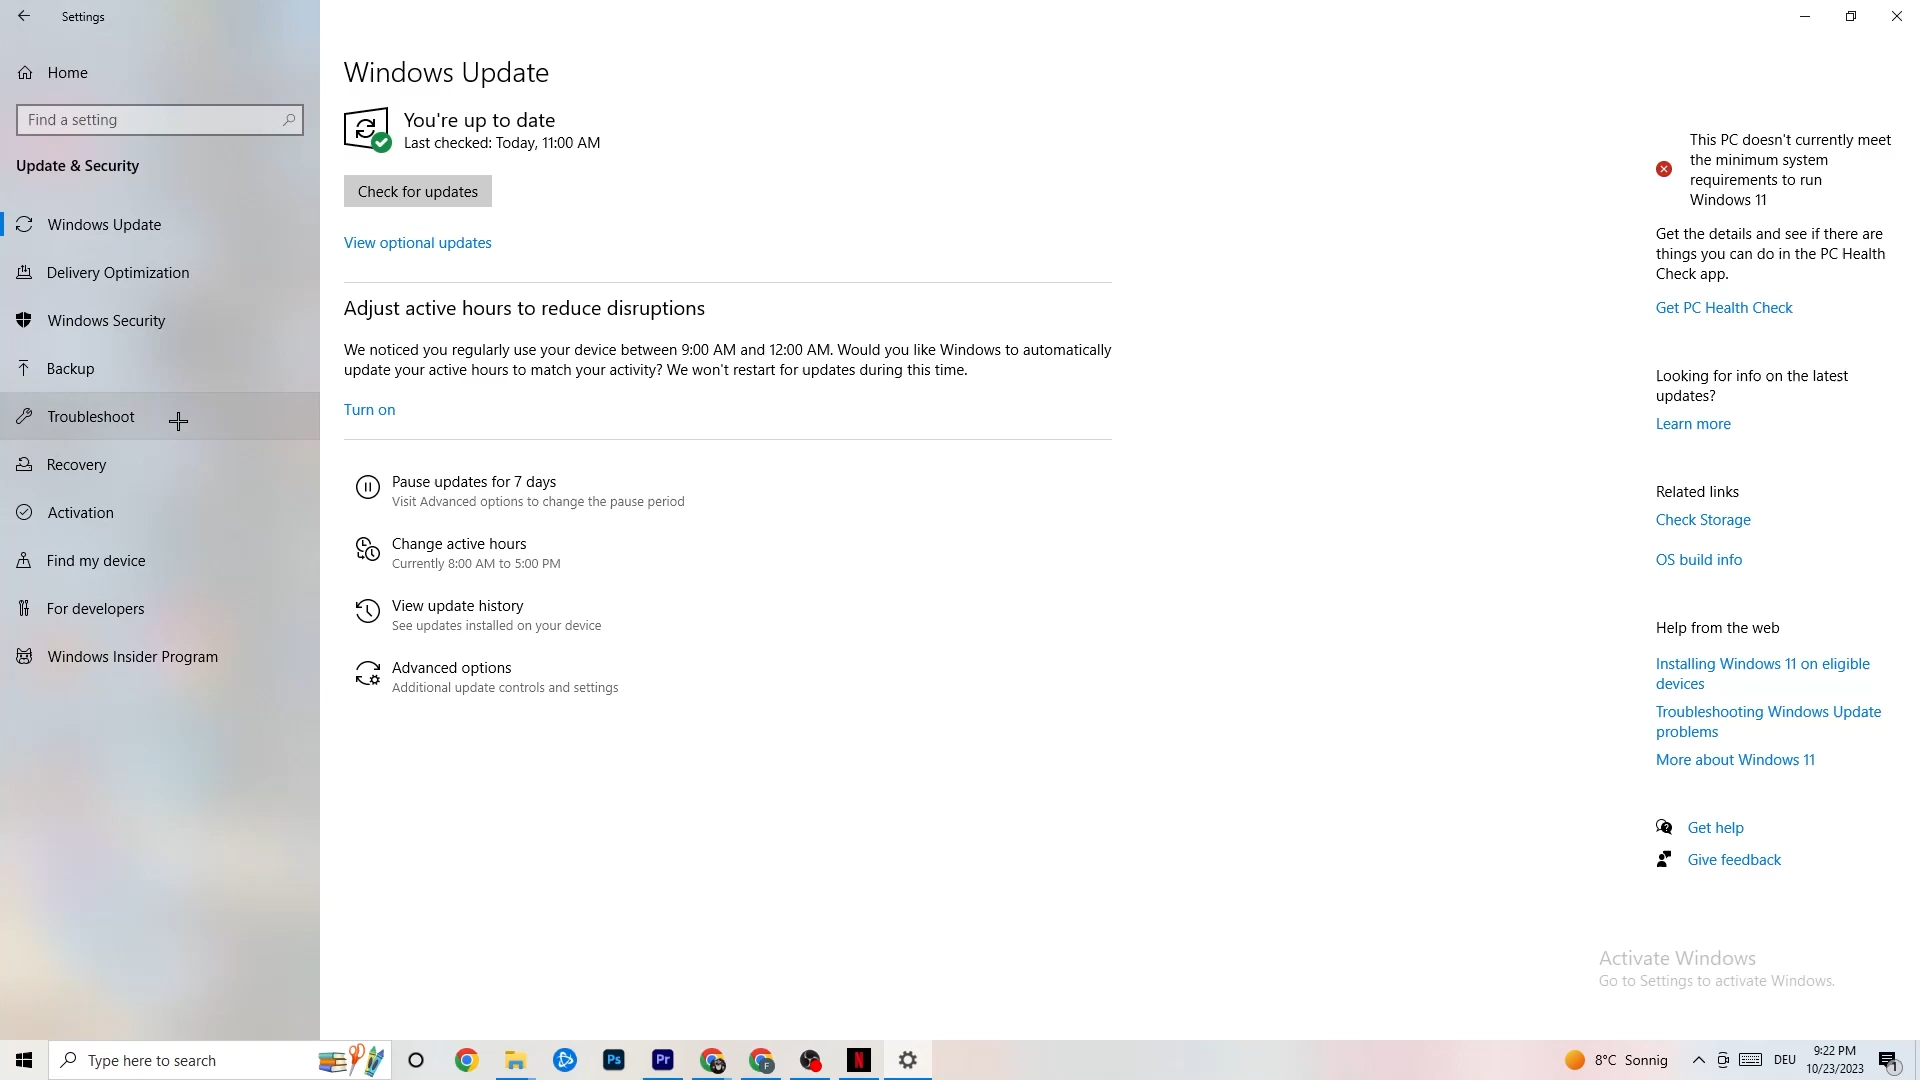 Settings
Home
Find a setting
Update & Security
Windows Update
Delivery Optimization
Windows Security
Backup
Troubleshoot
Recovery
Activation
Find my device
For developers
Windows Insider Program
Windows Update
You're up to date
Last checked: Today, 11:00 AM
Check for updates
View optional updates
Adjust active hours to reduce disruptions
We noticed you regularly use your device between 9:00 AM and 12:00 AM. Would you like Windows to automatically
update your active hours to match your activity? We won't restart for updates during this time.
Turn on
Pause updates for 7 days
Visit Advanced options to change the pause period
Change active hours
Currently 8:00 AM to 5:00 PM
View update history
See updates installed on your device
Advanced options
Additional update controls and settings
This PC doesn't currently meet
the minimum system
requirements to run
Windows 11
Get the details and see if there are
things you can do in the PC Health
Check app.
Get PC Health Check
Looking for info on the latest
updates?
Learn more
Related links
Check Storage
OS build info
Help from the web
Installing Windows 11 on eligible
devices
Troubleshooting Windows Update
problems
More about Windows 11
Get help
Give feedback
Activate Windows
Go to Settings to activate Windows.
Type here to search
Ps
Pr
F
N
8°C Sonnig
DEU
9:22 PM
10/23/2023
1